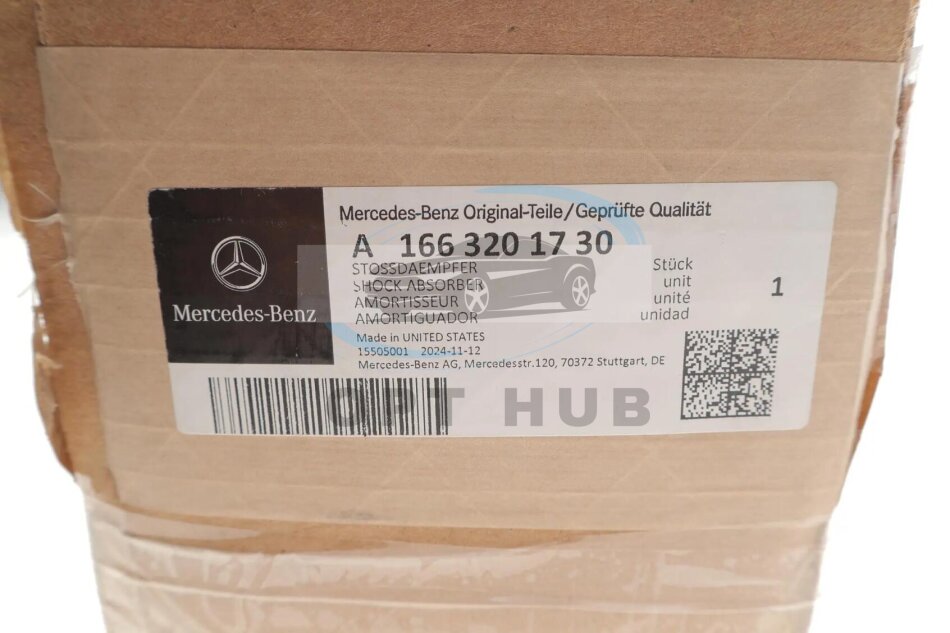 Mercedes-Benz Original-Teile/Geprüfte Qualität
A 166 320 17 30
STOSSDAEMPFER
SHOCK ABSORBER
AMORTISSEUR
AMORTIGUADOR
Stück
unit
unité
unidad
1
Mercedes-Benz
Made in UNITED STATES
15505001 2024-11-12
Mercedes-Benz AG, Mercedesstr.120, 70372 Stuttgart, DE
OPT HUB